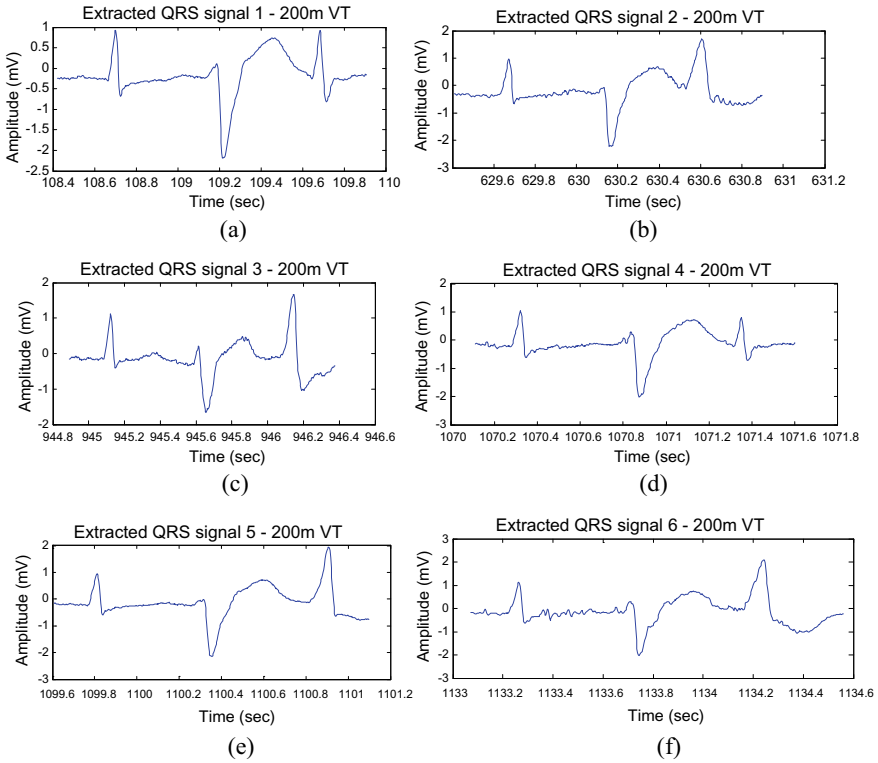 Extracted QRS signal 1 - 200m VT
Amplitude (mV)
1
0.5
0
-0.5
-1
-1.5
-2
-2.5
108.4 108.6 108.8 109 109.2 109.4 109.6 109.8 110
Time (sec)
(a)
Extracted QRS signal 2 - 200m VT
Amplitude (mV)
2
1
0
-1
-2
-3
629.6 629.8 630 630.2 630.4 630.6 630.8 631 631.2
Time (sec)
(b)
Extracted QRS signal 3 - 200m VT
Amplitude (mV)
2
1
0
-1
-2
944.8 945 945.2 945.4 945.6 945.8 946 946.2 946.4 946.6
Time (sec)
(c)
Extracted QRS signal 4 - 200m VT
Amplitude (mV)
2
1
0
-1
-2
-3
1070 1070.2 1070.4 1070.6 1070.8 1071 1071.2 1071.4 1071.6 1071.8
Time (sec)
(d)
Extracted QRS signal 5 - 200m VT
Amplitude (mV)
2
1
0
-1
-2
-3
1099.6 1099.8 1100 1100.2 1100.4 1100.6 1100.8 1101 1101.2
Time (sec)
(e)
Extracted QRS signal 6 - 200m VT
Amplitude (mV)
3
2
1
0
-1
-2
-3
1133 1133.2 1133.4 1133.6 1133.8 1134 1134.2 1134.4 1134.6
Time (sec)
(f)